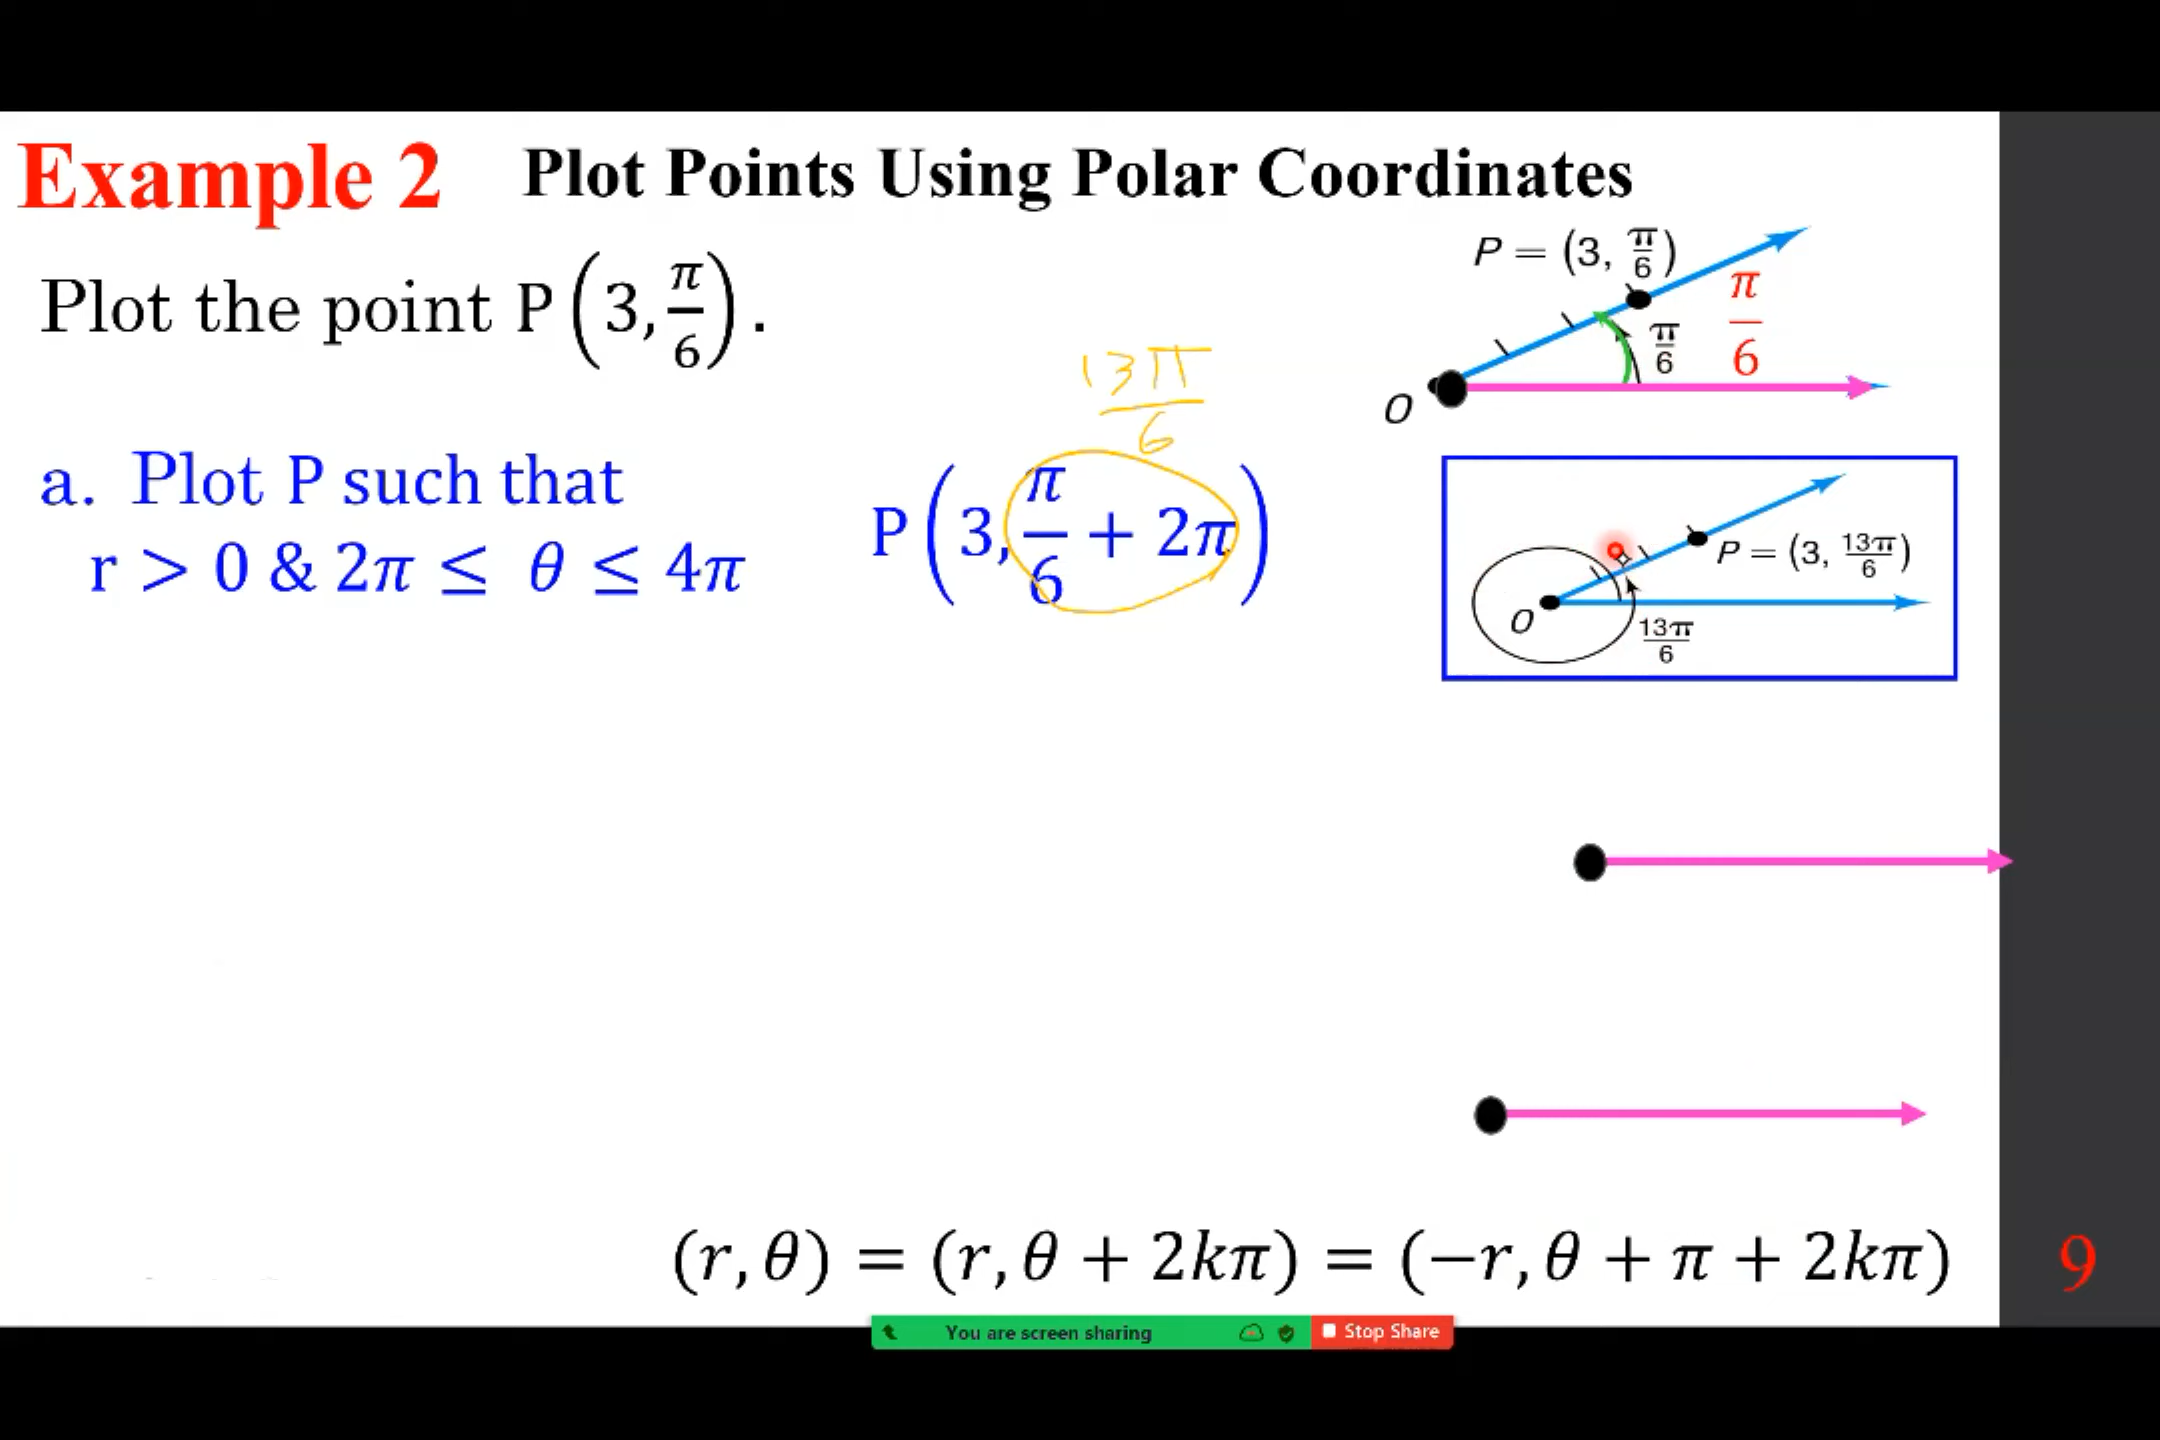 Example 2 Plot Points Using Polar Coordinates
Plot the point P(3, π/6).
P = (3, π/6)
π/6
π/6
O
13π/6
a. Plot P such that
r > 0 & 2π ≤ θ ≤ 4π
P(3, π/6 + 2π)
P = (3, 13π/6)
O
13π/6
(r, θ) = (r, θ + 2kπ) = (−r, θ + π + 2kπ)
9
You are screen sharing
Stop Share